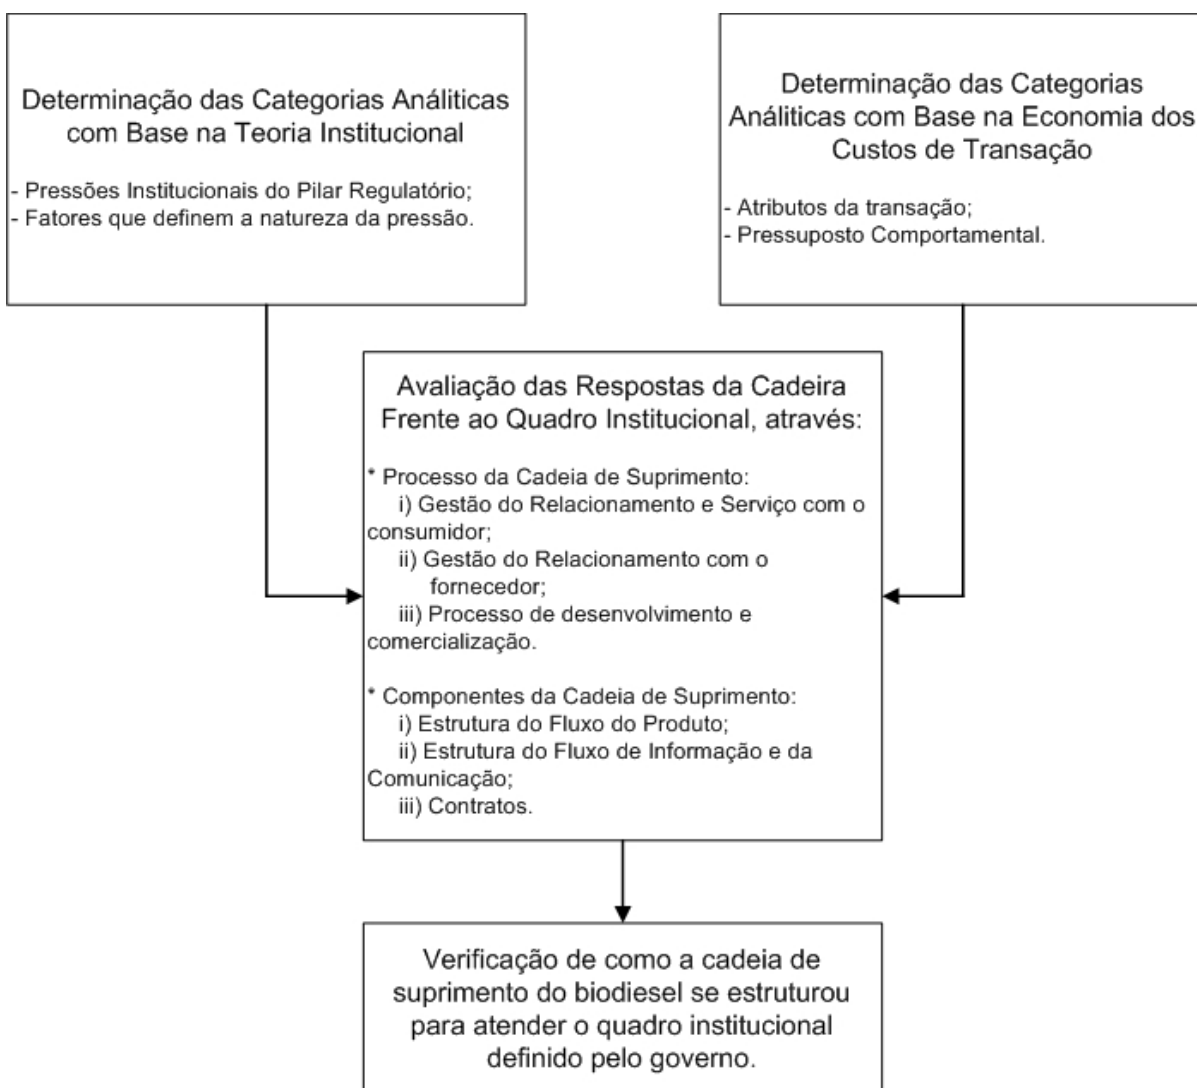 Determinação das Categorias Análiticas
com Base na Teoria Institucional
- Pressões Institucionais do Pilar Regulatório;
- Fatores que definem a natureza da pressão.
Determinação das Categorias
Análiticas com Base na Economia dos
Custos de Transação
- Atributos da transação;
- Pressuposto Comportamental.
Avaliação das Respostas da Cadeira
Frente ao Quadro Institucional, através:
* Processo da Cadeia de Suprimento:
i) Gestão do Relacionamento e Serviço com o
consumidor;
ii) Gestão do Relacionamento com o
fornecedor;
iii) Processo de desenvolvimento e
comercialização.
* Componentes da Cadeia de Suprimento:
i) Estrutura do Fluxo do Produto;
ii) Estrutura do Fluxo de Informação e da
Comunicação;
iii) Contratos.
Verificação de como a cadeia de
suprimento do biodiesel se estruturou
para atender o quadro institucional
definido pelo governo.